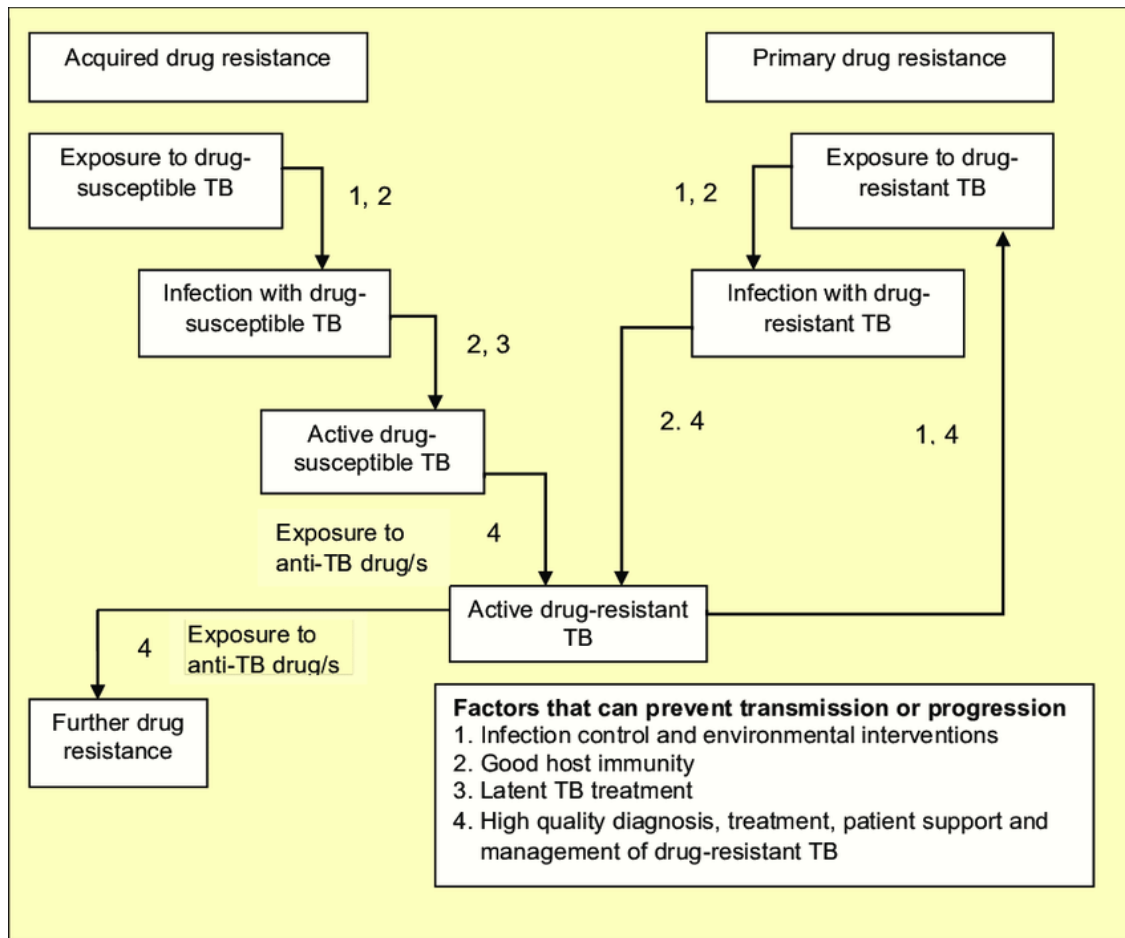 Acquired drug resistance
Primary drug resistance
Exposure to drug-
susceptible TB
Exposure to drug-
resistant TB
1, 2
1, 2
Infection with drug-
susceptible TB
Infection with drug-
resistant TB
2, 3
2. 4
1, 4
Active drug-
susceptible TB
Exposure to
anti-TB drug/s
4
Active drug-resistant
TB
4
Exposure to
anti-TB drug/s
Further drug
resistance
Factors that can prevent transmission or progression
1. Infection control and environmental interventions
2. Good host immunity
3. Latent TB treatment
4. High quality diagnosis, treatment, patient support and
management of drug-resistant TB